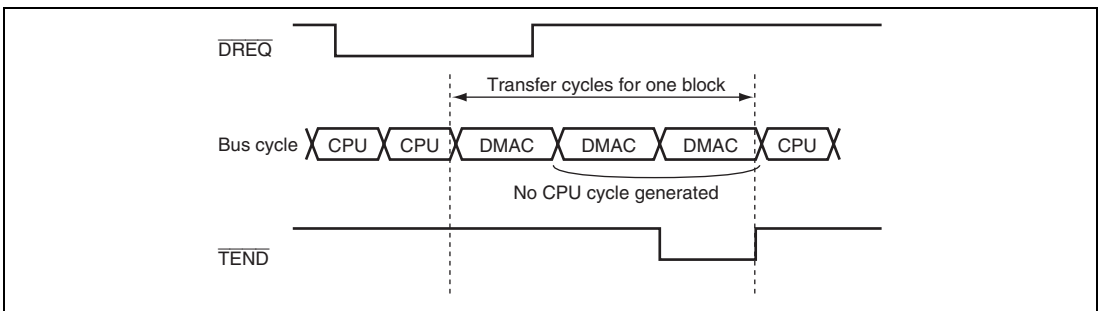 DREQ
Transfer cycles for one block
Bus cycle CPU CPU DMAC DMAC DMAC CPU
No CPU cycle generated
TEND